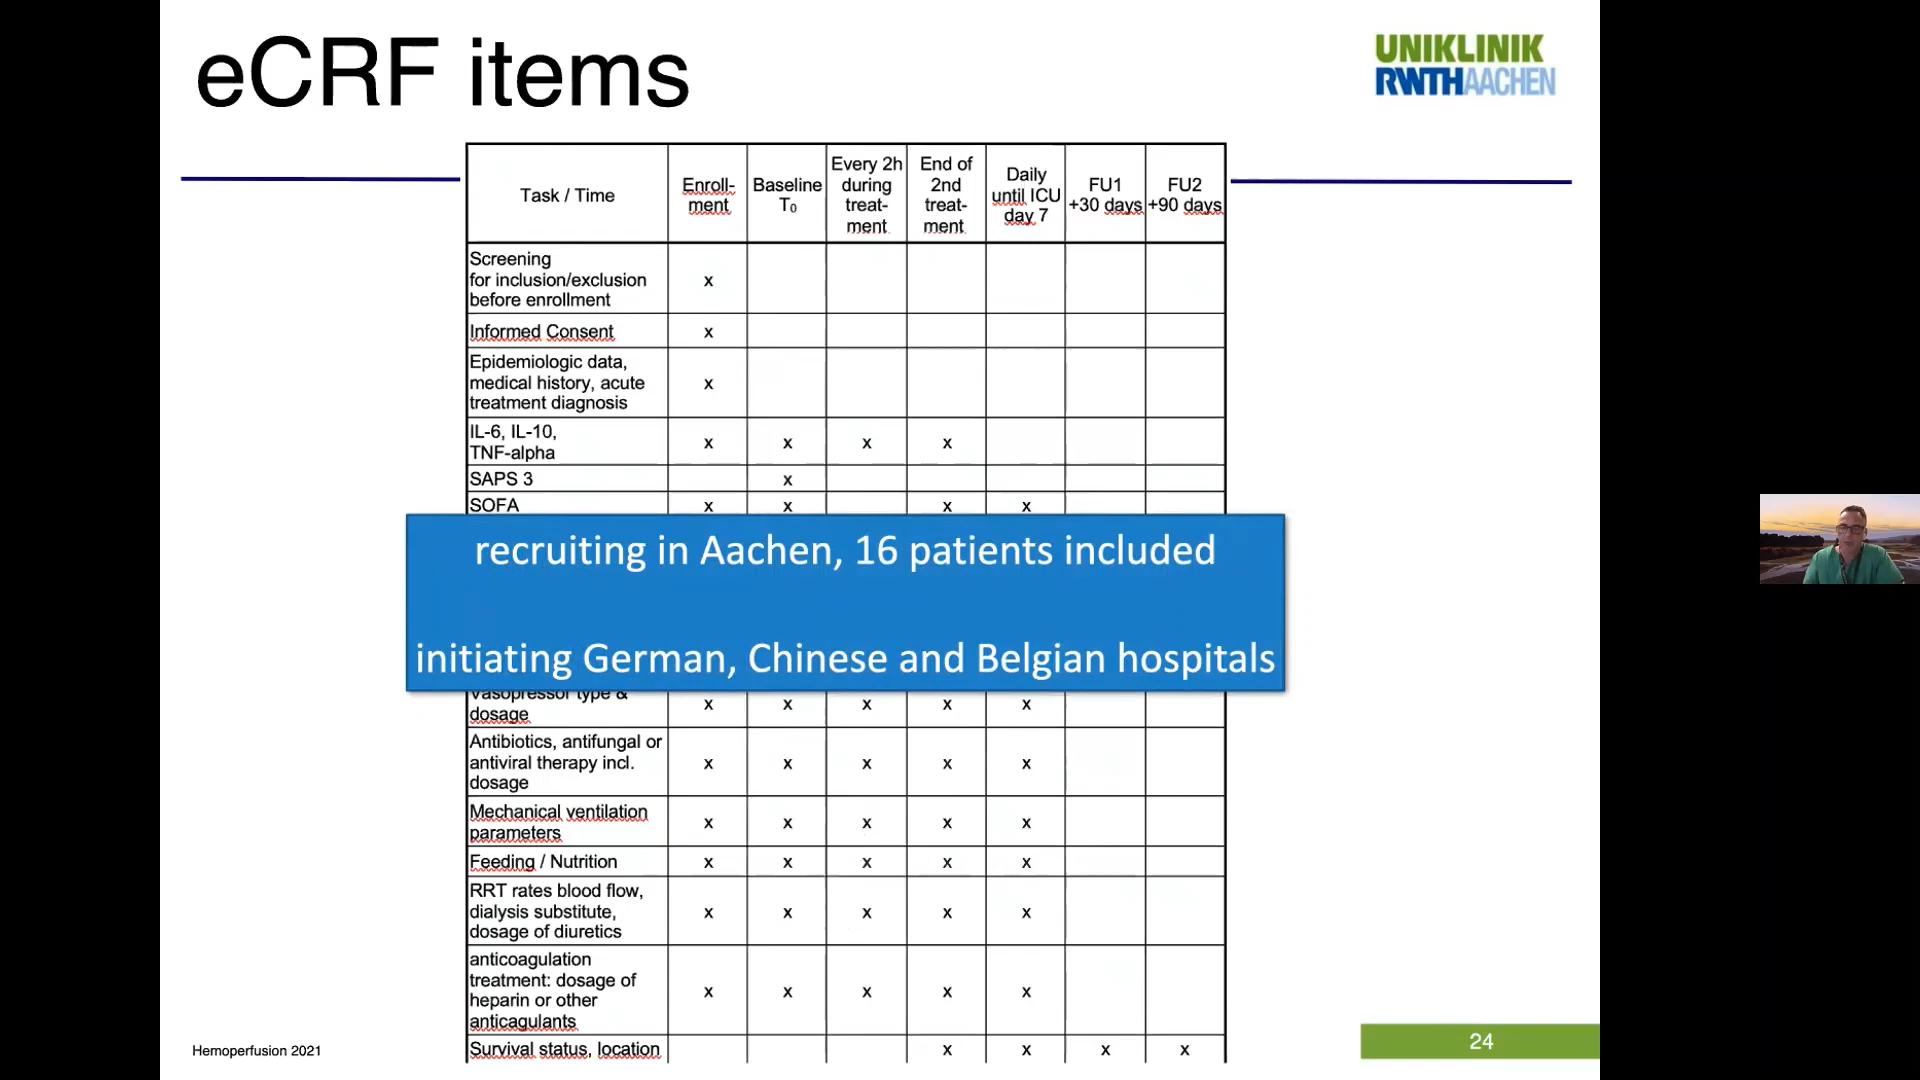 eCRF items
UNIKLINIK
RWTHAACHEN
Task / Time
Enroll-
ment
Baseline
T₀
Every 2h
during
treat-
ment
End of
2nd
treat-
ment
Daily
until ICU
day 7
FU1
+30 days
FU2
+90 days
Screening
for inclusion/exclusion
before enrollment
x
Informed Consent
x
Epidemiologic data,
medical history, acute
treatment diagnosis
x
IL-6, IL-10,
TNF-alpha
x x x x
SAPS 3
x
SOFA
x x x x
recruiting in Aachen, 16 patients included
initiating German, Chinese and Belgian hospitals
Vasopressor type &
dosage
x x x x x
Antibiotics, antifungal or
antiviral therapy incl.
dosage
x x x x x
Mechanical ventilation
parameters
x x x x x
Feeding / Nutrition
x x x x x
RRT rates blood flow,
dialysis substitute,
dosage of diuretics
x x x x x
anticoagulation
treatment: dosage of
heparin or other
anticagulants
x x x x x
Survival status, location
x x x x
Hemoperfusion 2021
24